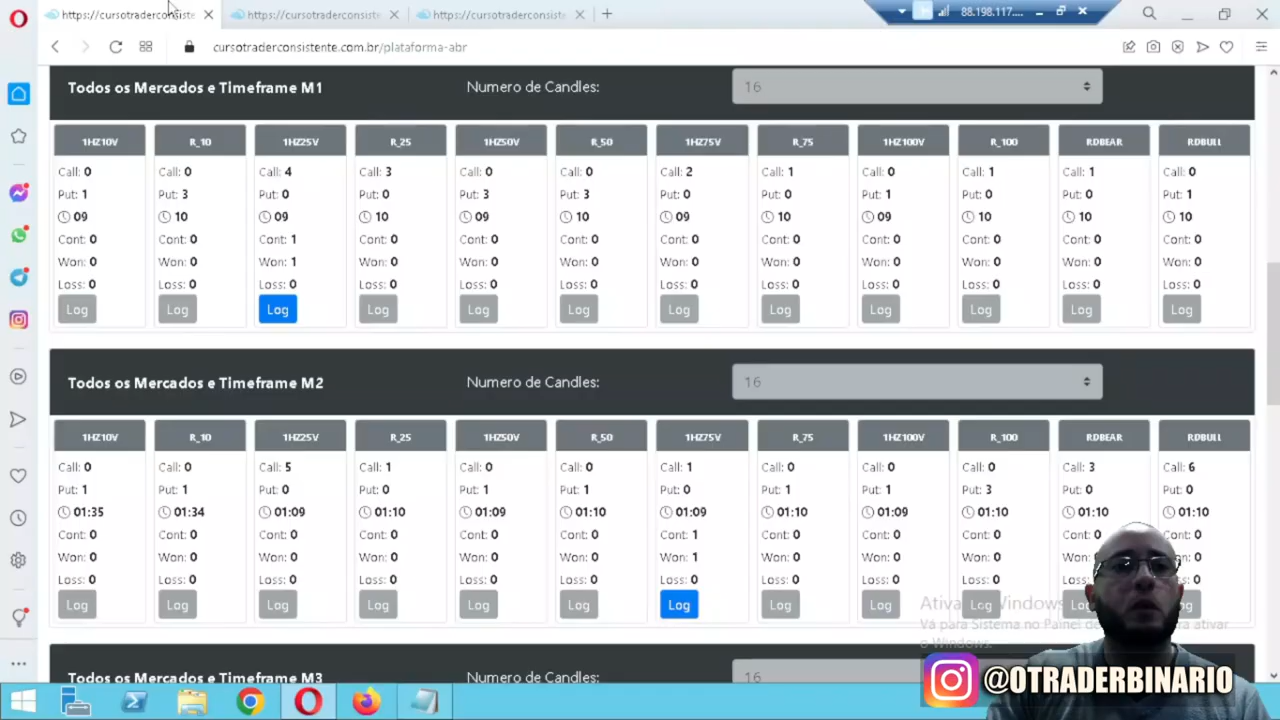 https://cursotraderconsiste
https://cursotraderconsiste
https://cursotraderconsiste
88.198.117....
cursotraderconsistente.com.br/plataforma-abr
Todos os Mercados e Timeframe M1 Numero de Candles: 16
1HZ10V R_10 1HZ25V R_25 1HZ50V R_50 1HZ75V R_75 1HZ100V R_100 RDBEAR RDBULL
Call: 0 Call: 0 Call: 4 Call: 3 Call: 0 Call: 0 Call: 2 Call: 1 Call: 0 Call: 1 Call: 1 Call: 0
Put: 1 Put: 3 Put: 0 Put: 0 Put: 3 Put: 3 Put: 0 Put: 0 Put: 1 Put: 0 Put: 0 Put: 1
09 10 09 10 09 10 09 10 09 10 10 10
Cont: 0 Cont: 0 Cont: 1 Cont: 0 Cont: 0 Cont: 0 Cont: 0 Cont: 0 Cont: 0 Cont: 0 Cont: 0 Cont: 0
Won: 0 Won: 0 Won: 1 Won: 0 Won: 0 Won: 0 Won: 0 Won: 0 Won: 0 Won: 0 Won: 0 Won: 0
Loss: 0 Loss: 0 Loss: 0 Loss: 0 Loss: 0 Loss: 0 Loss: 0 Loss: 0 Loss: 0 Loss: 0 Loss: 0 Loss: 0
Log Log Log Log Log Log Log Log Log Log Log Log
Todos os Mercados e Timeframe M2 Numero de Candles: 16
1HZ10V R_10 1HZ25V R_25 1HZ50V R_50 1HZ75V R_75 1HZ100V R_100 RDBEAR RDBULL
Call: 0 Call: 0 Call: 5 Call: 1 Call: 0 Call: 0 Call: 1 Call: 0 Call: 0 Call: 0 Call: 3 Call: 6
Put: 1 Put: 1 Put: 0 Put: 0 Put: 1 Put: 1 Put: 0 Put: 1 Put: 1 Put: 3 Put: 0 Put: 0
01:35 01:34 01:09 01:10 01:09 01:10 01:09 01:10 01:09 01:10 01:10 01:10
Cont: 0 Cont: 0 Cont: 0 Cont: 0 Cont: 0 Cont: 0 Cont: 1 Cont: 0 Cont: 0 Cont: 0 Cont: 0 Cont: 0
Won: 0 Won: 0 Won: 0 Won: 0 Won: 0 Won: 0 Won: 1 Won: 0 Won: 0 Won: 0 Won: 0
Loss: 0 Loss: 0 Loss: 0 Loss: 0 Loss: 0 Loss: 0 Loss: 0 Loss: 0 Loss: 0 Loss: 0 Loss: 0
Log Log Log Log Log Log Log Log Log Log
Windows
Vá para Sistema no Painel de ativar
o Windows.
Todos os Mercados e Timeframe M3 Numero de Candles: 16
@OTRADERBINARIO